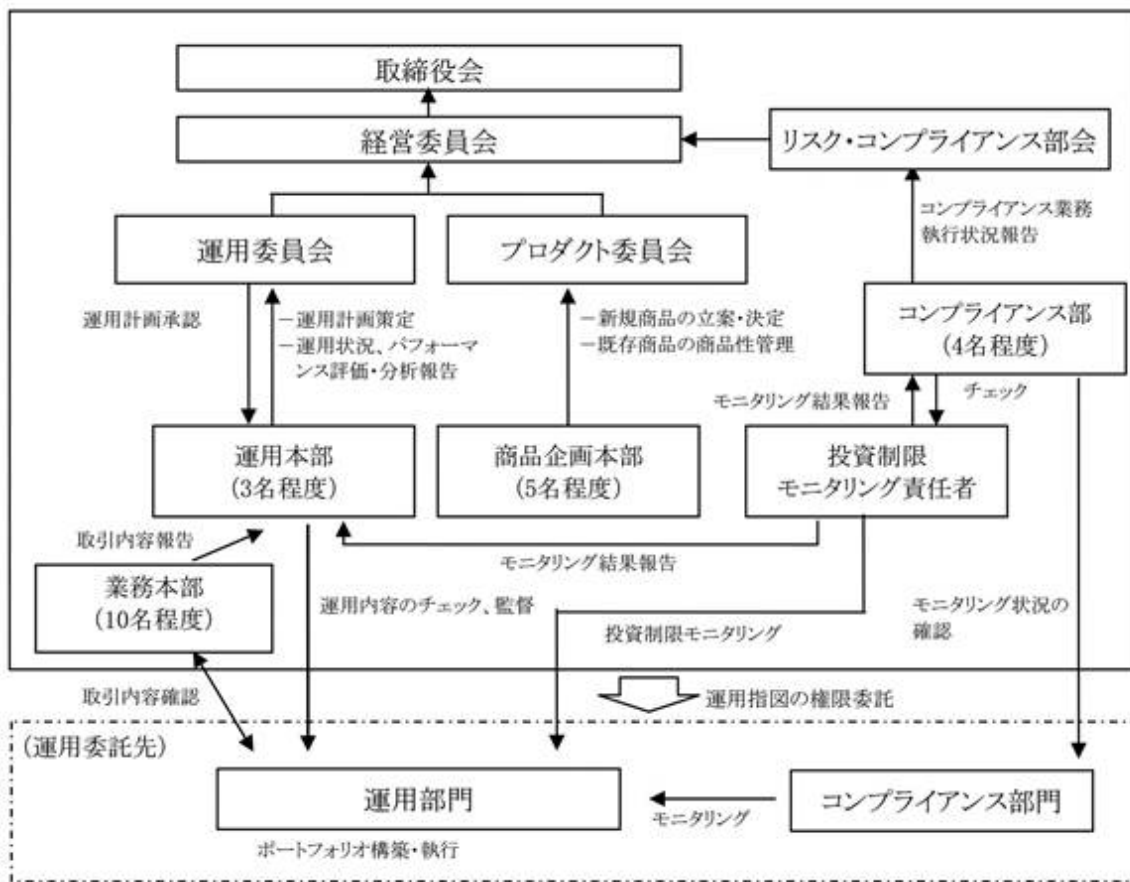 取締役会
経営委員会
リスク・コンプライアンス部会
コンプライアンス業務
執行状況報告
運用委員会
プロダクト委員会
運用計画承認
－運用計画策定
－運用状況、パフォーマ
ンス評価・分析報告
－新規商品の立案・決定
－既存商品の商品性管理
コンプライアンス部
(4名程度)
モニタリング結果報告
チェック
運用本部
(3名程度)
商品企画本部
(5名程度)
投資制限
モニタリング責任者
取引内容報告
モニタリング結果報告
業務本部
(10名程度)
運用内容のチェック、監督
投資制限モニタリング
モニタリング状況の
確認
取引内容確認
運用指図の権限委託
(運用委託先)
運用部門
モニタリング
コンプライアンス部門
ポートフォリオ構築・執行